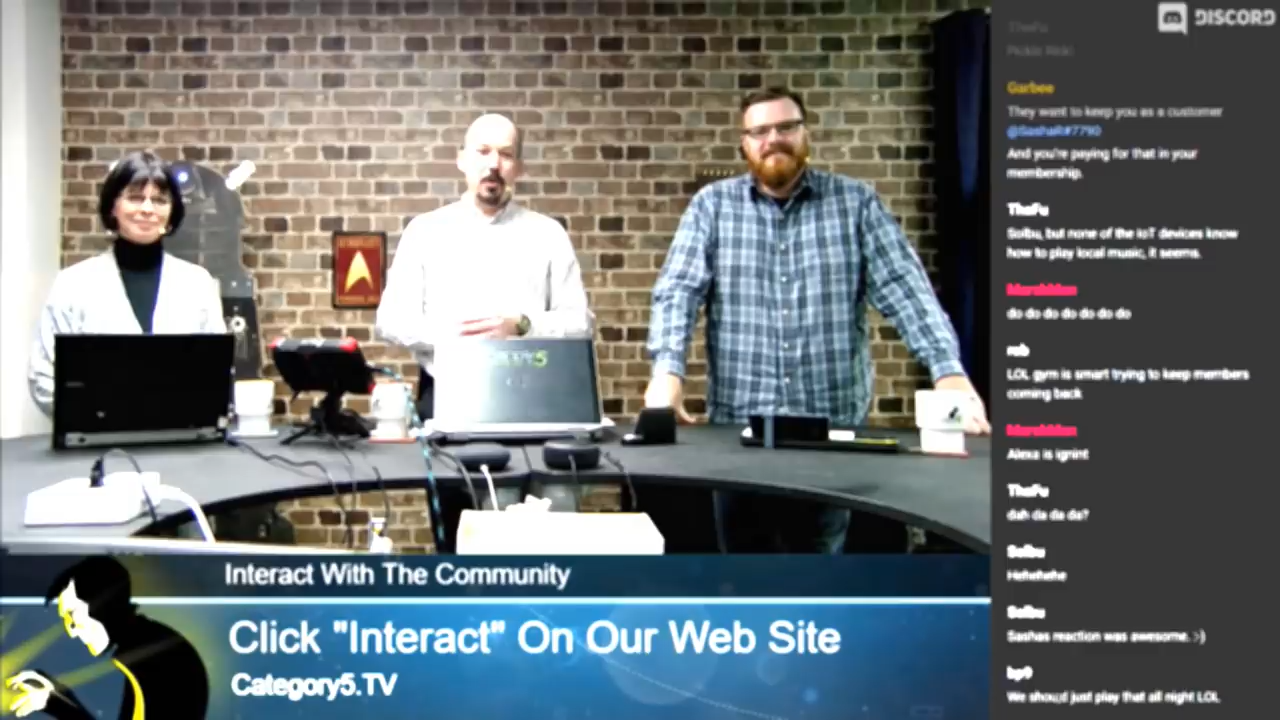 DISCORD
TheFu
Garbee
They want to keep you as a customer
@SashaR#7790
And you're paying for that in your
membership.
TheFu
Solbu, but none of the IoT devices know
how to play local music, it seems.
do do do do do do do
rob
LOL gym is smart trying to keep members
coming back
Alexa is ignint
TheFu
dah da da da?
Solbu
Hehehehe
Solbu
Sashas reaction was awesome. :-)
bp9
We should just play that all night LOL
Interact With The Community
Click "Interact" On Our Web Site
Category5.TV